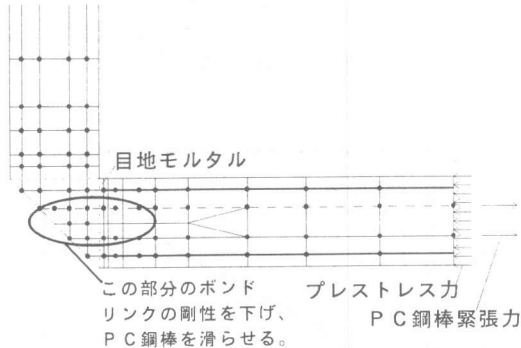 目地モルタル
この部分のボンド
リンクの剛性を下げ、
ＰＣ鋼棒を滑らせる。
プレストレス力
ＰＣ鋼棒緊張力